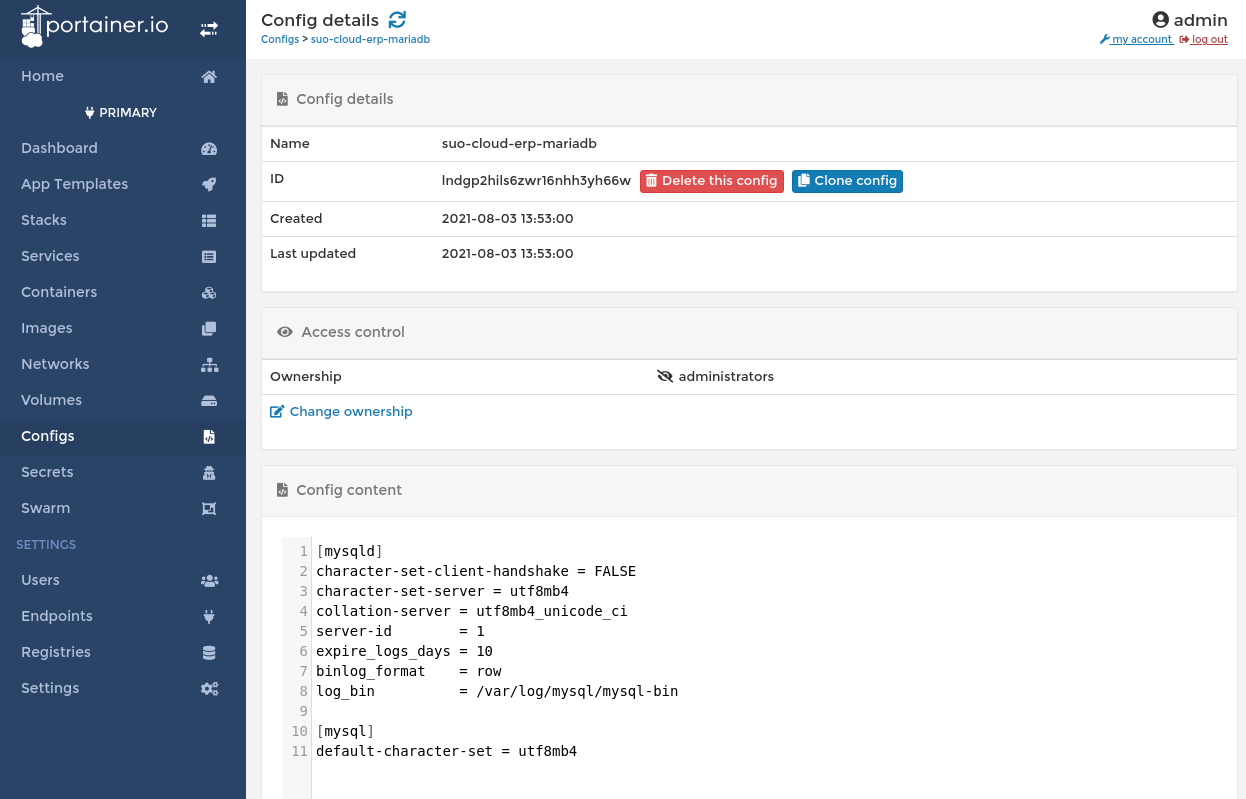 portainer.io
Home
PRIMARY
Dashboard
App Templates
Stacks
Services
Containers
Images
Networks
Volumes
Configs
Secrets
Swarm
SETTINGS
Users
Endpoints
Registries
Settings
Config details
Configs > suo-cloud-erp-mariadb
admin
my account log out
Config details
Name suo-cloud-erp-mariadb
ID lndgp2hils6zwr16nhh3yh66w Delete this config Clone config
Created 2021-08-03 13:53:00
Last updated 2021-08-03 13:53:00
Access control
Ownership administrators
Change ownership
Config content
1 [mysqld]
2 character-set-client-handshake = FALSE
3 character-set-server = utf8mb4
4 collation-server = utf8mb4_unicode_ci
5 server-id        = 1
6 expire_logs_days = 10
7 binlog_format    = row
8 log_bin          = /var/log/mysql/mysql-bin
9
10 [mysql]
11 default-character-set = utf8mb4